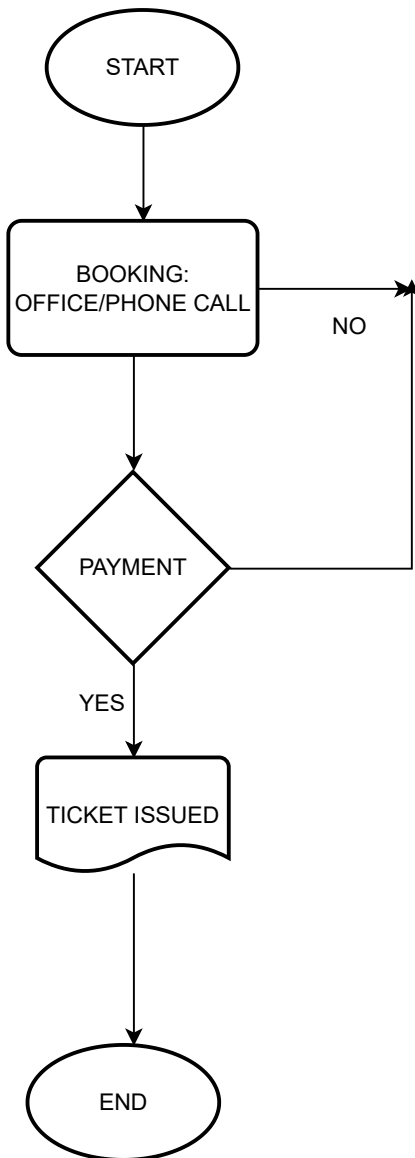 START
BOOKING:
OFFICE/PHONE CALL
NO
PAYMENT
YES
TICKET ISSUED
END